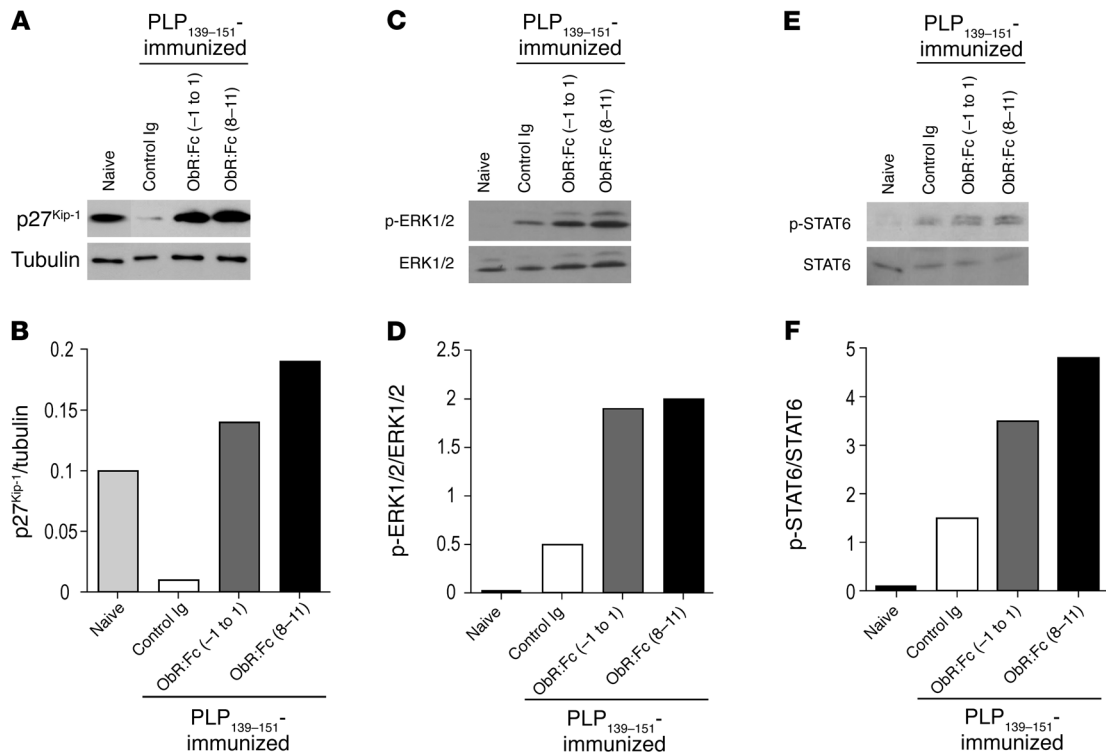 A
PLP139–151-
immunized
Naive
Control Ig
ObR:Fc (–1 to 1)
ObR:Fc (8–11)
p27Kip-1
Tubulin
C
PLP139–151-
immunized
Naive
Control Ig
ObR:Fc (–1 to 1)
ObR:Fc (8–11)
p-ERK1/2
ERK1/2
E
PLP139–151-
immunized
Naive
Control Ig
ObR:Fc (–1 to 1)
ObR:Fc (8–11)
p-STAT6
STAT6
B
p27Kip-1/tubulin
0.2
0.15
0.1
0.05
0
Naive
Control Ig
ObR:Fc (–1 to 1)
ObR:Fc (8–11)
PLP139–151-
immunized
D
p-ERK1/2/ERK1/2
2.5
2
1.5
1
0.5
0
Naive
Control Ig
ObR:Fc (–1 to 1)
ObR:Fc (8–11)
PLP139–151-
immunized
F
p-STAT6/STAT6
5
4
3
2
1
0
Naive
Control Ig
ObR:Fc (–1 to 1)
ObR:Fc (8–11)
PLP139–151-
immunized